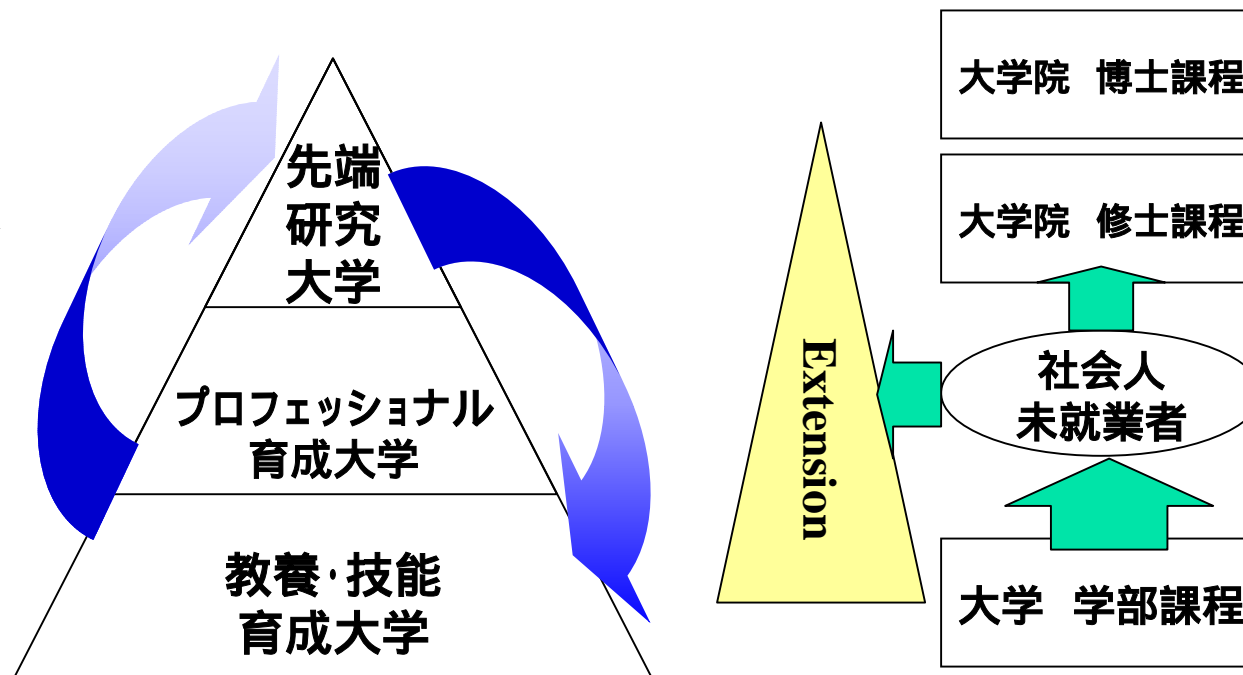 先端
研究
大学
プロフェッショナル
育成大学
教養・技能
育成大学
Extension
大学院　博士課程
大学院　修士課程
社会人
未就業者
大学　学部課程